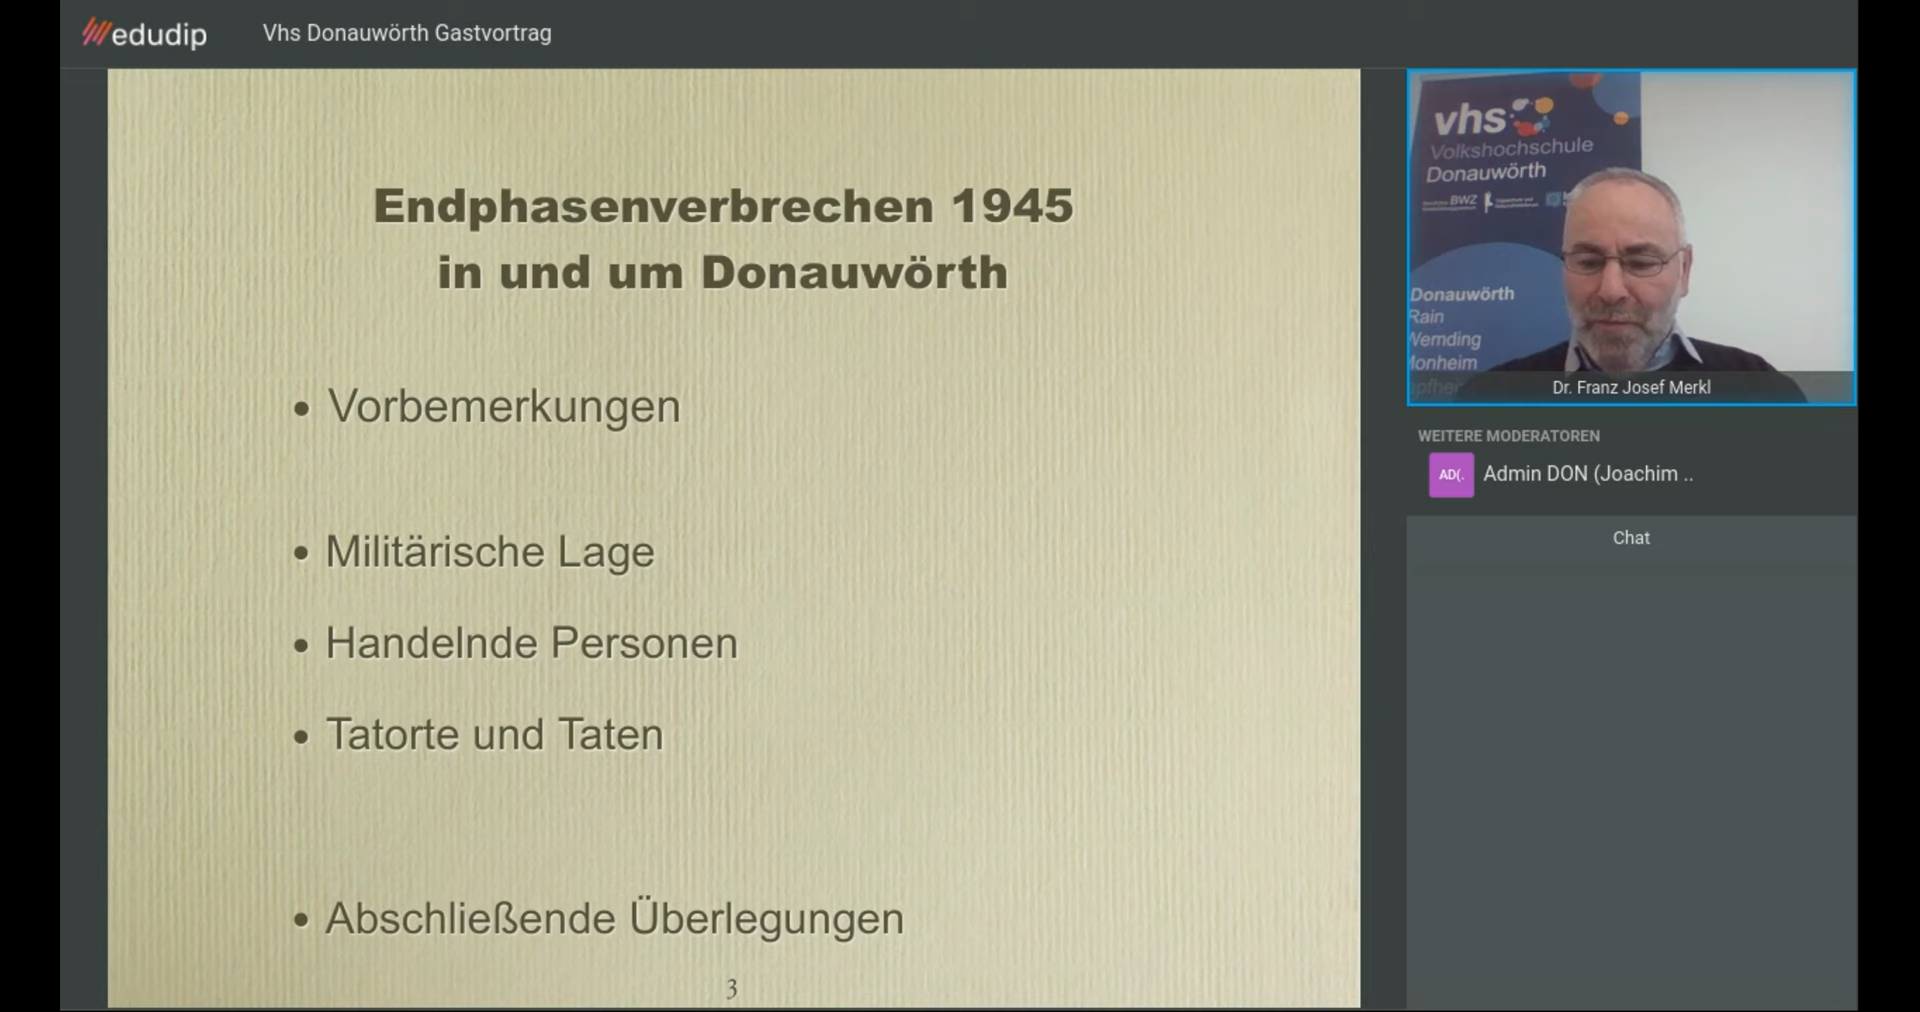 edudip
Vhs Donauwörth Gastvortrag
Endphasenverbrechen 1945
in und um Donauwörth
• Vorbemerkungen
• Militärische Lage
• Handelnde Personen
• Tatorte und Taten
• Abschließende Überlegungen
3
vhs
Volkshochschule
Donauwörth
BWZ
Donauwörth
Rain
Wemding
Monheim
Dr. Franz Josef Merkl
WEITERE MODERATOREN
AD(.
Admin DON (Joachim ..
Chat